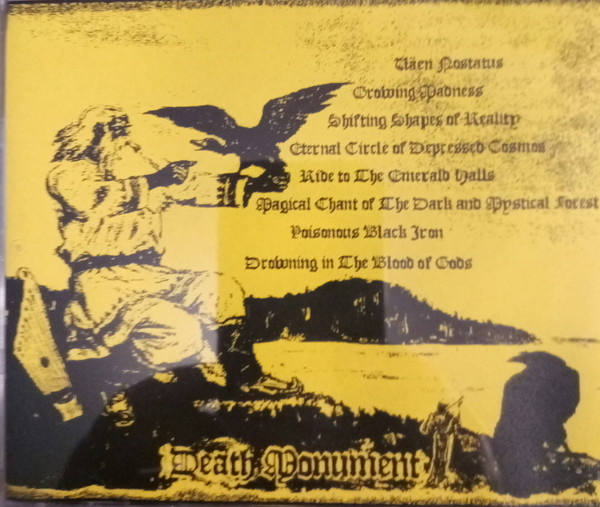 Väen Nostatus
Growing Madness
Shifting Shapes of Reality
Eternal Circle of Depressed Cosmos
Ride to The Emerald Halls
Magical Chant of The Dark and Mystical Forest
Poisonous Black Iron
Drowning in The Blood of Gods
Death Monument